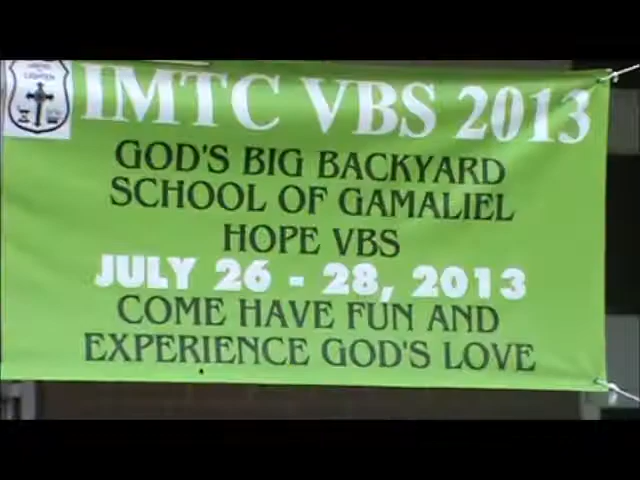 IMTC VBS 2013
GOD'S BIG BACKYARD
SCHOOL OF GAMALIEL
HOPE VBS
JULY 26 - 28, 2013
COME HAVE FUN AND
EXPERIENCE GOD'S LOVE